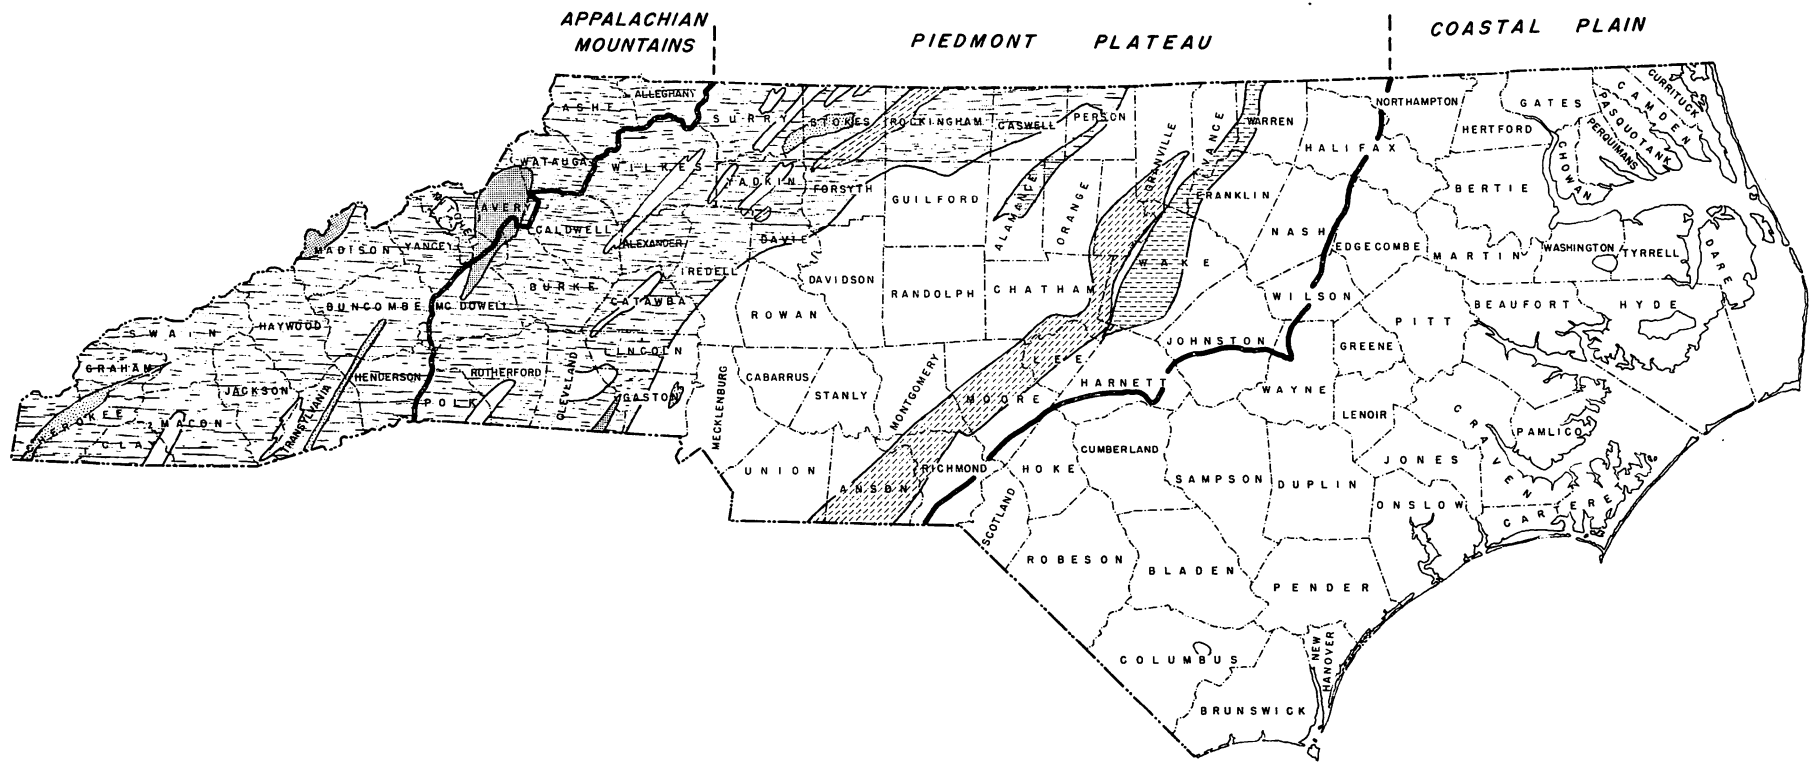 APPALACHIAN
MOUNTAINS
PIEDMONT PLATEAU
COASTAL PLAIN
ASHE
ALLEGHANY
SURRY
STOKES
ROCKINGHAM
CASWELL
PERSON
GRANVILLE
VANCE
WARREN
NORTHAMPTON
HALIFAX
HERTFORD
GATES
CURRITUCK
CAMDEN
PASQUOTANK
PERQUIMANS
CHOWAN
WATAUGA
WILKES
YADKIN
FORSYTH
GUILFORD
ALAMANCE
ORANGE
FRANKLIN
BERTIE
AVERY
CALDWELL
ALEXANDER
DAVIE
IREDELL
DAVIDSON
RANDOLPH
CHATHAM
WAKE
NASH
EDGECOMBE
MARTIN
WASHINGTON
TYRRELL
DARE
MADISON
YANCEY
BUNCOMBE
MC DOWELL
BURKE
CATAWBA
ROWAN
WILSON
PITT
BEAUFORT
HYDE
SWAIN
HAYWOOD
GRAHAM
JACKSON
HENDERSON
RUTHERFORD
CLEVELAND
LINCOLN
GASTON
MECKLENBURG
CABARRUS
STANLY
MONTGOMERY
MOORE
LEE
HARNETT
JOHNSTON
GREENE
WAYNE
LENOIR
CRAVEN
PAMLICO
CHEROKEE
CLAY
MACON
TRANSYLVANIA
POLK
UNION
ANSON
RICHMOND
SCOTLAND
HOKE
CUMBERLAND
SAMPSON
DUPLIN
JONES
ONSLOW
CARTERET
ROBESON
BLADEN
PENDER
COLUMBUS
NEW
HANOVER
BRUNSWICK